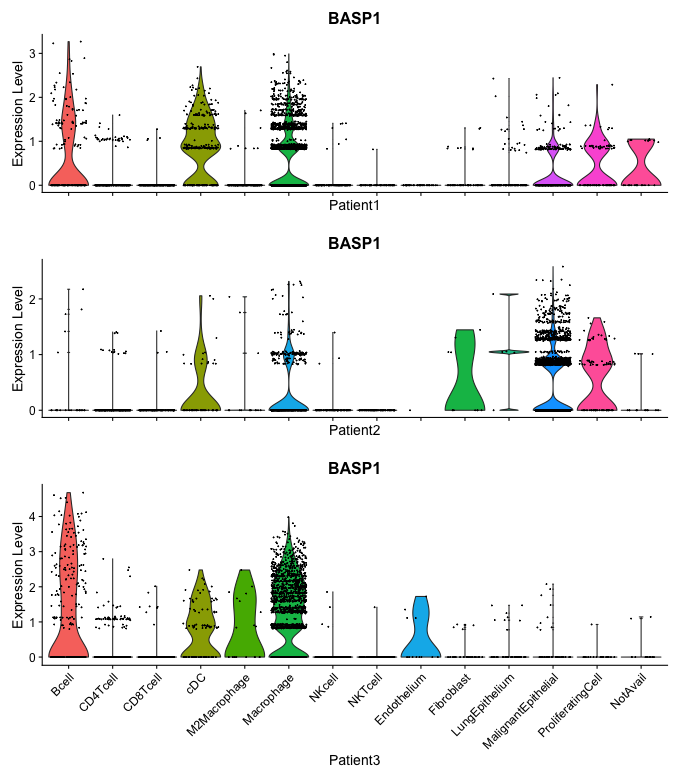 BASP1
Expression Level
3
2
1
0
Patient1
BASP1
Expression Level
2
1
0
Patient2
BASP1
Expression Level
4
3
2
1
0
Bcell
CD4Tcell
CD8Tcell
cDC
M2Macrophage
Macrophage
NKcell
NKTcell
Endothelium
Fibroblast
LungEpithelium
MalignantEpithelial
ProliferatingCell
NotAvail
Patient3